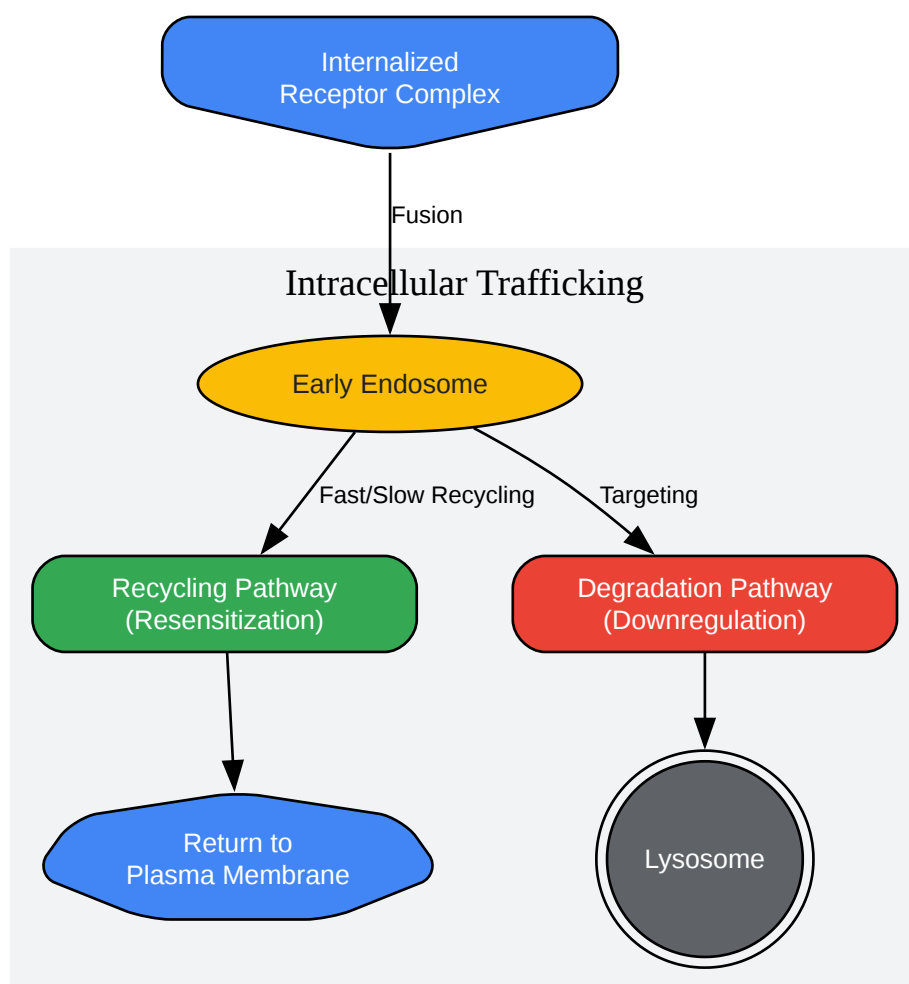 Internalized
Receptor Complex
Fusion
Intracellular Trafficking
Early Endosome
Fast/Slow Recycling
Targeting
Recycling Pathway
(Resensitization)
Degradation Pathway
(Downregulation)
Return to
Plasma Membrane
Lysosome